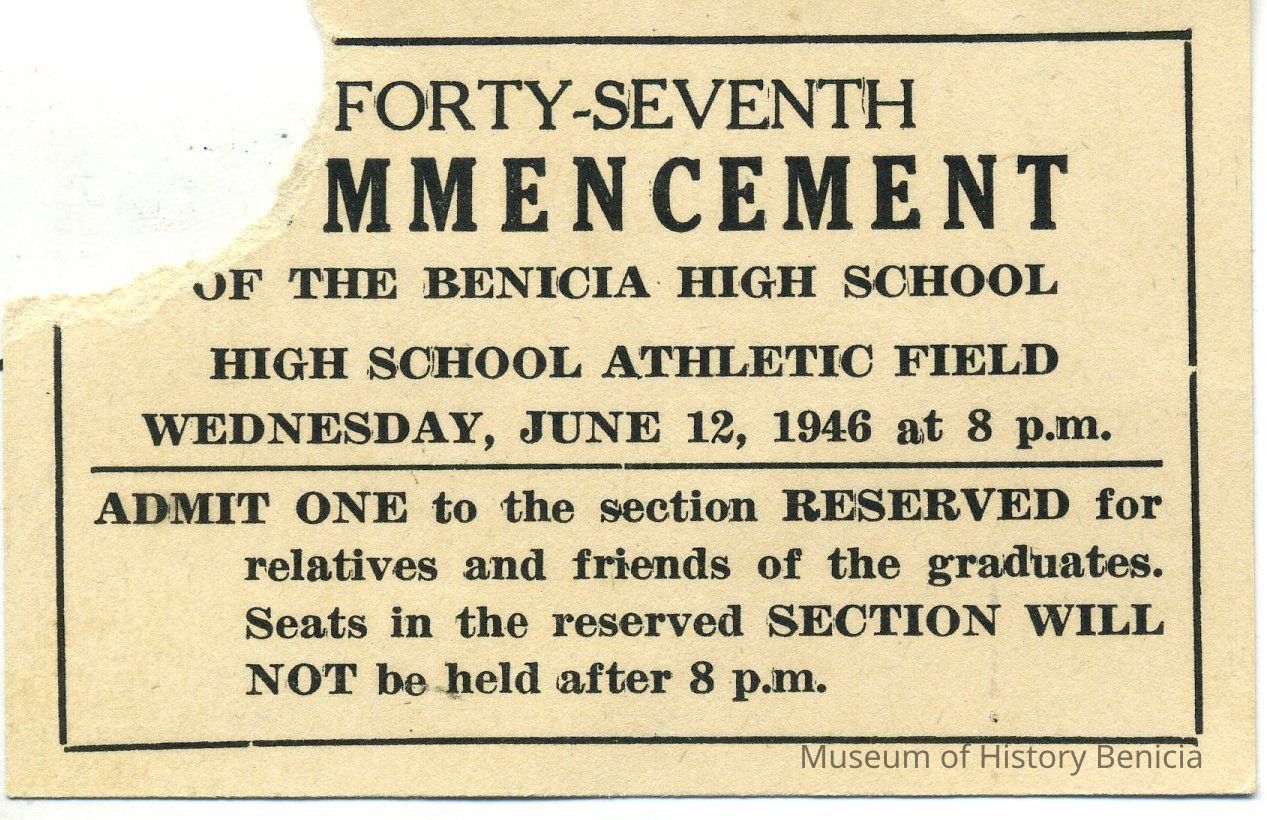 FORTY-SEVENTH
MMENCEMENT
OF THE BENICIA HIGH SCHOOL
HIGH SCHOOL ATHLETIC FIELD
WEDNESDAY, JUNE 12, 1946 at 8 p.m.
ADMIT ONE to the section RESERVED for
relatives and friends of the graduates.
Seats in the reserved SECTION WILL
NOT be held after 8 p.m.
Museum of History Benicia